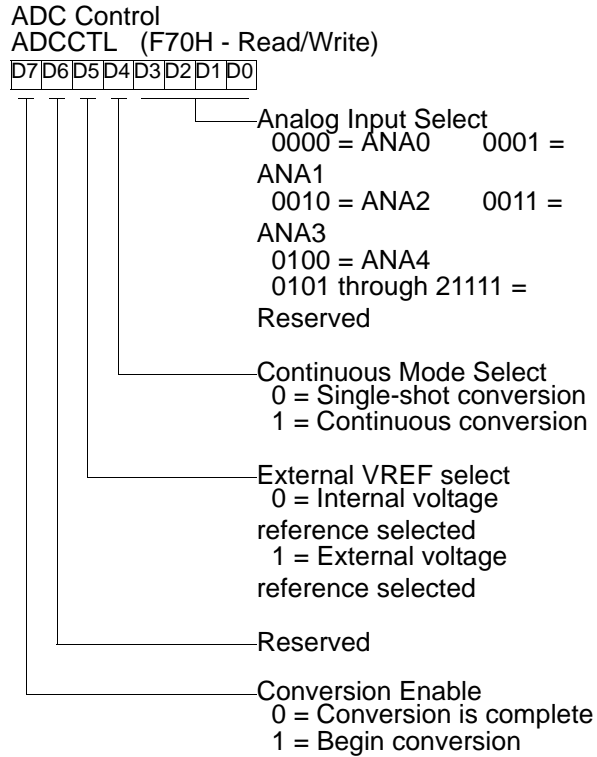 ADC Control
ADCCTL (F70H - Read/Write)
D7 D6 D5 D4 D3 D2 D1 D0
Analog Input Select
0000 = ANA0 0001 =
ANA1
0010 = ANA2 0011 =
ANA3
0100 = ANA4
0101 through 21111 =
Reserved
Continuous Mode Select
0 = Single-shot conversion
1 = Continuous conversion
External VREF select
0 = Internal voltage
reference selected
1 = External voltage
reference selected
Reserved
Conversion Enable
0 = Conversion is complete
1 = Begin conversion